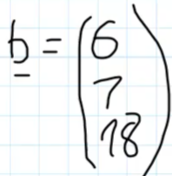 b = (6
7
18)